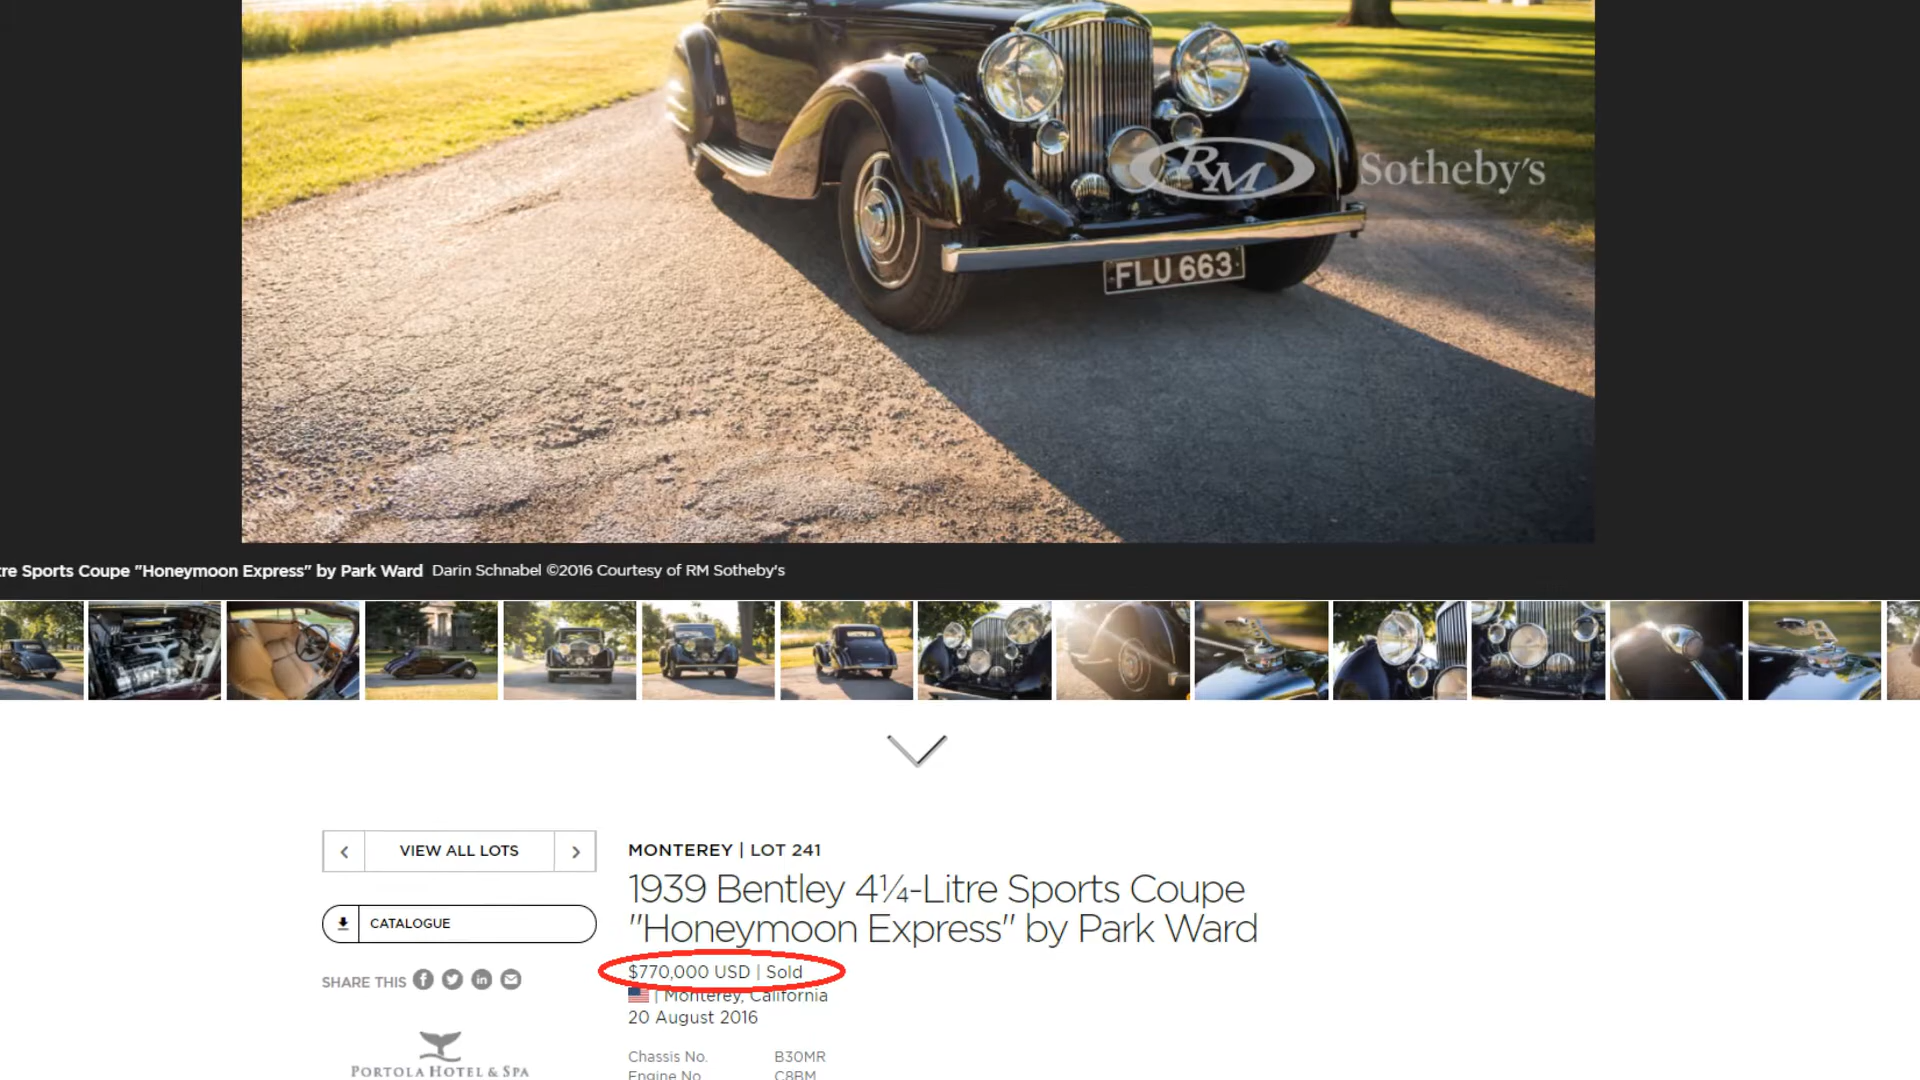 RM Sotheby's
FLU 663
re Sports Coupe "Honeymoon Express" by Park Ward Darin Schnabel ©2016 Courtesy of RM Sotheby's
VIEW ALL LOTS
MONTEREY | LOT 241
1939 Bentley 4¼-Litre Sports Coupe
"Honeymoon Express" by Park Ward
CATALOGUE
$770,000 USD | Sold
SHARE THIS
| Monterey, California
20 August 2016
PORTOLA HOTEL & SPA
Chassis No. B30MR
Engine No. C8BM